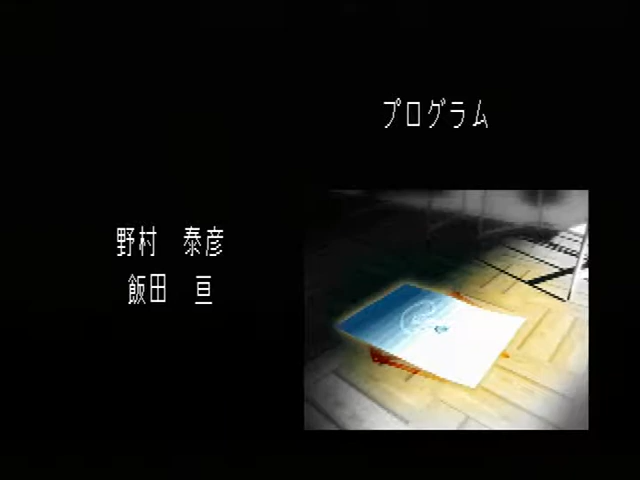 プログラム
野村　泰彦
飯田　亘